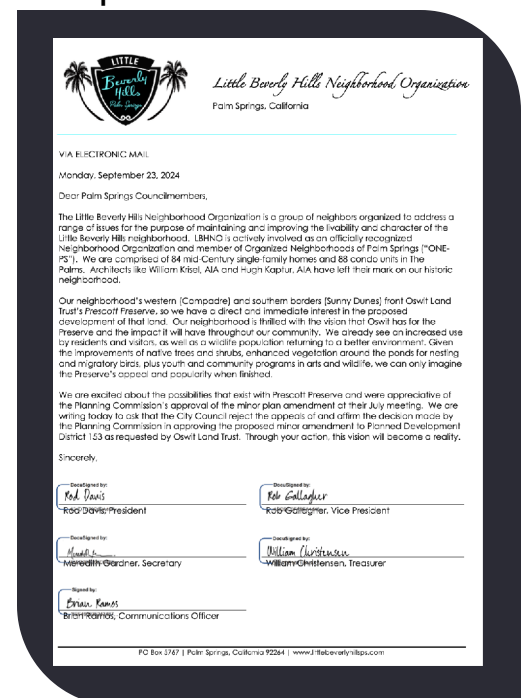 LITTLE
Beverly
Hills
Palm Springs
Little Beverly Hills Neighborhood Organization
Palm Springs, California
VIA ELECTRONIC MAIL
Monday, September 23, 2024
Dear Palm Springs Councilmembers,
The Little Beverly Hills Neighborhood Organization is a group of neighbors organized to address a
range of issues for the purpose of maintaining and improving the livability and character of the
Little Beverly Hills neighborhood. LBHNO is actively involved as an officially recognized
Neighborhood Organization and member of Organized Neighborhoods of Palm Springs ("ONE-
PS"). We are comprised of 84 mid-Century single-family homes and 88 condo units in The
Palms. Architects like William Krisel, AIA and Hugh Kaptur, AIA have left their mark on our historic
neighborhood.
Our neighborhood's western (Compadre) and southern borders (Sunny Dunes) front Oswit Land
Trust's Prescott Preserve, so we have a direct and immediate interest in the proposed
development of that land. Our neighborhood is thrilled with the vision that Oswit has for the
Preserve and the impact it will have throughout our community. We already see an increased use
by residents and visitors, as well as a wildlife population returning to a better environment. Given
the improvements of native trees and shrubs, enhanced vegetation around the ponds for nesting
and migratory birds, plus youth and community programs in arts and wildlife, we can only imagine
the Preserve's appeal and popularity when finished.
We are excited about the possibilities that exist with Prescott Preserve and were appreciative of
the Planning Commission's approval of the minor plan amendment at their July meeting. We are
writing today to ask that the City Council reject the appeals of and affirm the decision made by
the Planning Commission in approving the proposed minor amendment to Planned Development
District 153 as requested by Oswit Land Trust. Through your action, this vision will become a reality.
Sincerely,
DocuSigned by:
Rod Davis
Rod Davis, President
DocuSigned by:
Rob Gallagher
Rob Gallagher, Vice President
DocuSigned by:
Meredith Gardner, Secretary
DocuSigned by:
William Christensen
William Christensen, Treasurer
Signed by:
Brian Ramos
Brian Ramos, Communications Officer
PO Box 5767 | Palm Springs, California 92264 | www.littlebeverlyhillsps.com